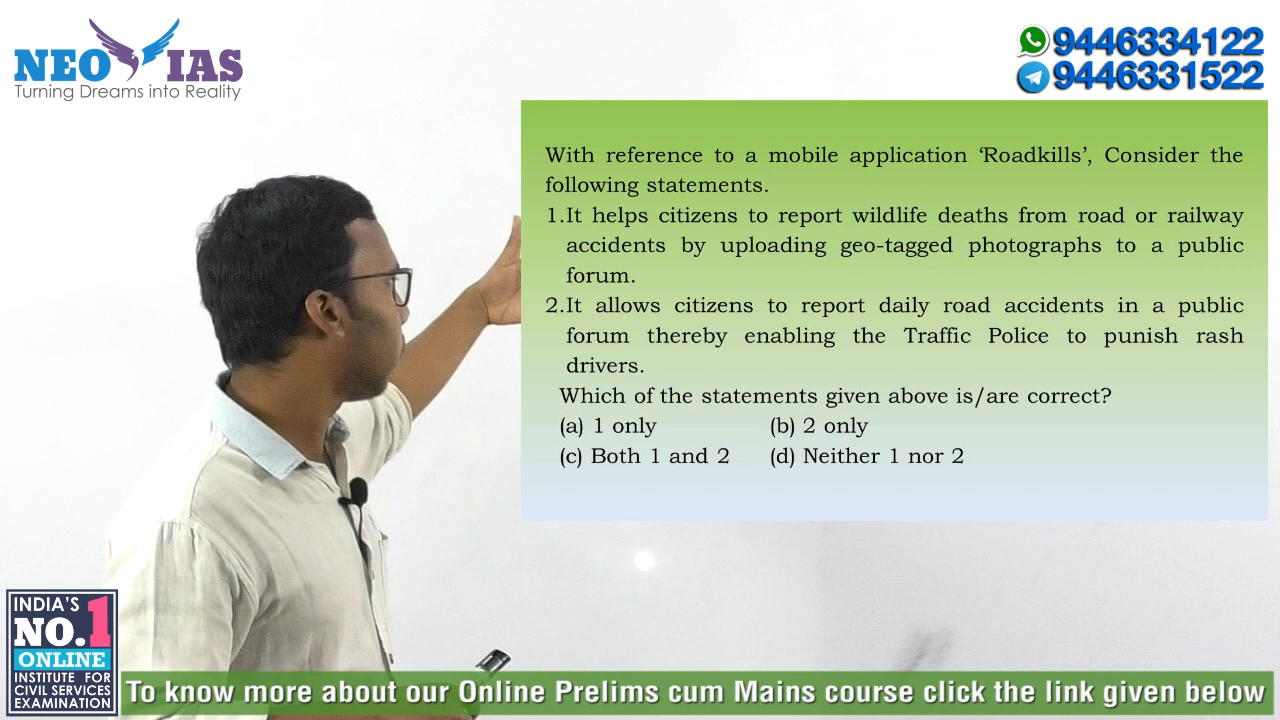 NEO IAS
Turning Dreams into Reality
9446334122
9446331522
With reference to a mobile application ‘Roadkills’, Consider the
following statements.
1.It helps citizens to report wildlife deaths from road or railway
accidents by uploading geo-tagged photographs to a public
forum.
2.It allows citizens to report daily road accidents in a public
forum thereby enabling the Traffic Police to punish rash
drivers.
Which of the statements given above is/are correct?
(a) 1 only (b) 2 only
(c) Both 1 and 2 (d) Neither 1 nor 2
INDIA'S
NO.1
ONLINE
INSTITUTE FOR
CIVIL SERVICES
EXAMINATION
To know more about our Online Prelims cum Mains course click the link given below